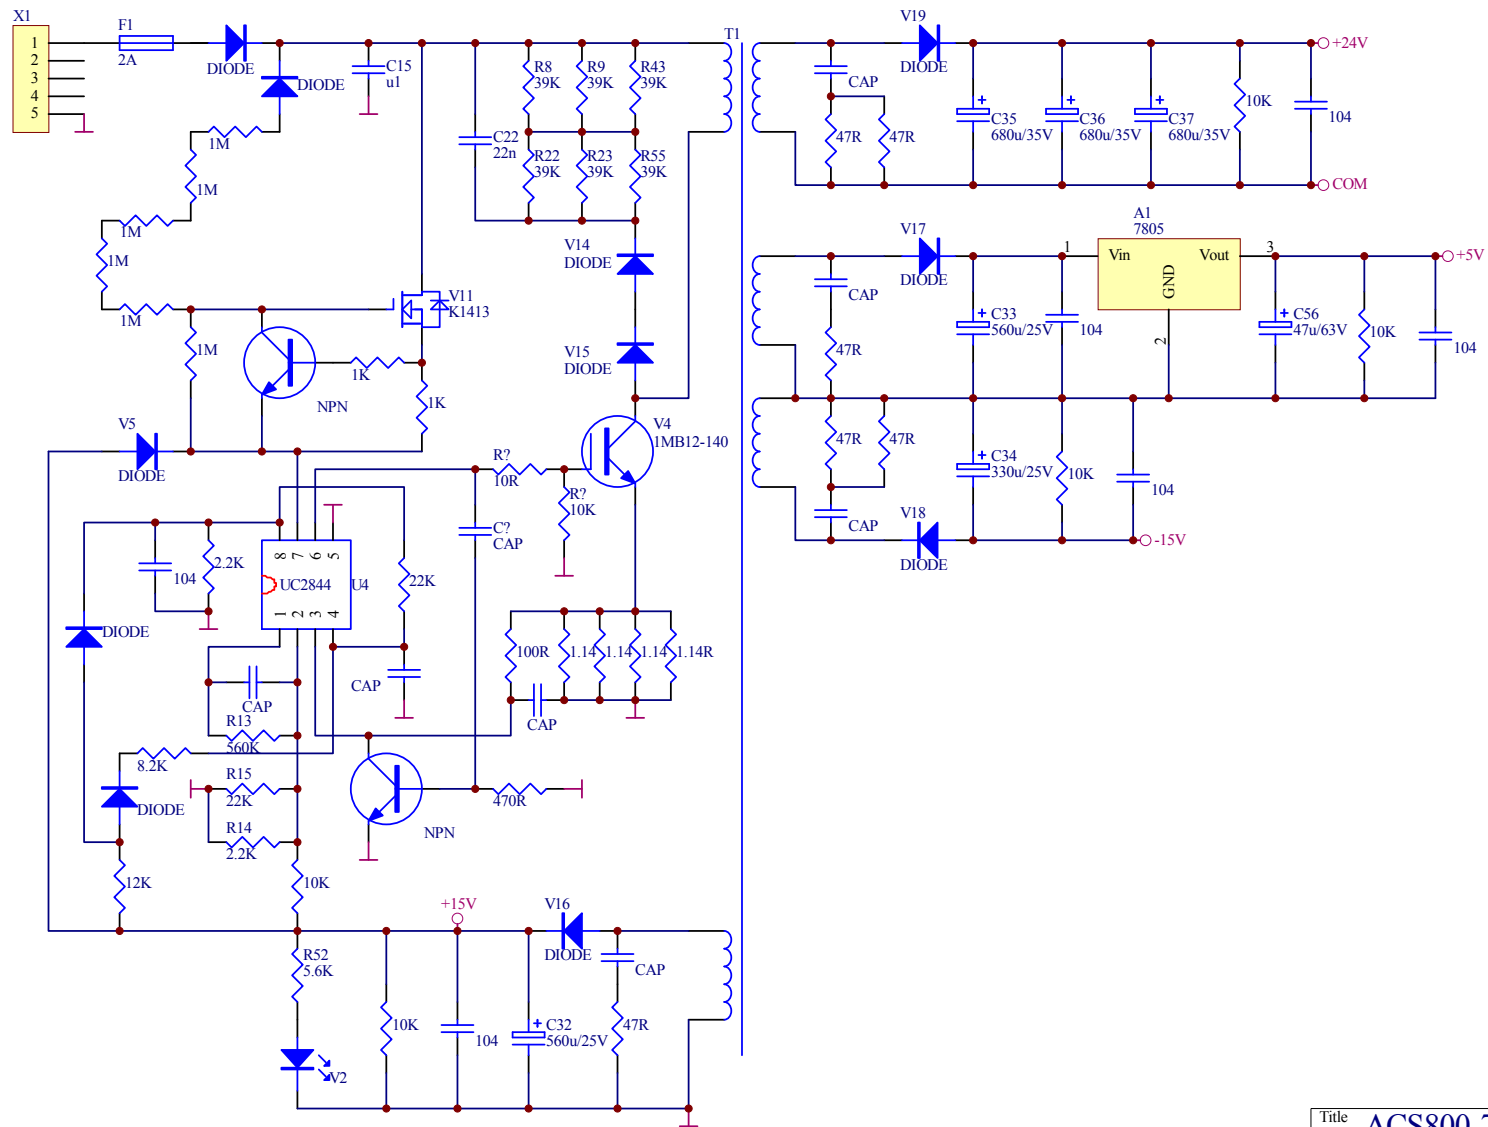 X1
1
2
3
4
5
F1
2A
DIODE
DIODE
C15
u1
1M
1M
1M
1M
1M
1M
V11
K1413
1K
1K
NPN
V5
DIODE
C22
22n
R8
39K
R9
39K
R43
39K
R22
39K
R23
39K
R55
39K
V14
DIODE
V15
DIODE
V4
1MB12-140
T1
V19
DIODE
CAP
47R
47R
C35
680u/35V
C36
680u/35V
C37
680u/35V
10K
104
+24V
COM
V17
DIODE
CAP
47R
C33
560u/25V
104
A1
7805
1
Vin
Vout
3
GND
2
C56
47u/63V
10K
104
+5V
47R
47R
CAP
V18
DIODE
C34
330u/25V
10K
104
-15V
R?
10R
R?
10K
C?
CAP
104
2.2K
8
7
6
5
UC2844
U4
1
2
3
4
22K
DIODE
CAP
CAP
R13
560K
8.2K
R15
22K
R14
2.2K
DIODE
12K
10K
100R
1.14
1.14
1.14
1.14R
CAP
470R
NPN
+15V
V16
DIODE
CAP
47R
R52
5.6K
V2
10K
104
C32
560u/25V
Title
ACS800-7